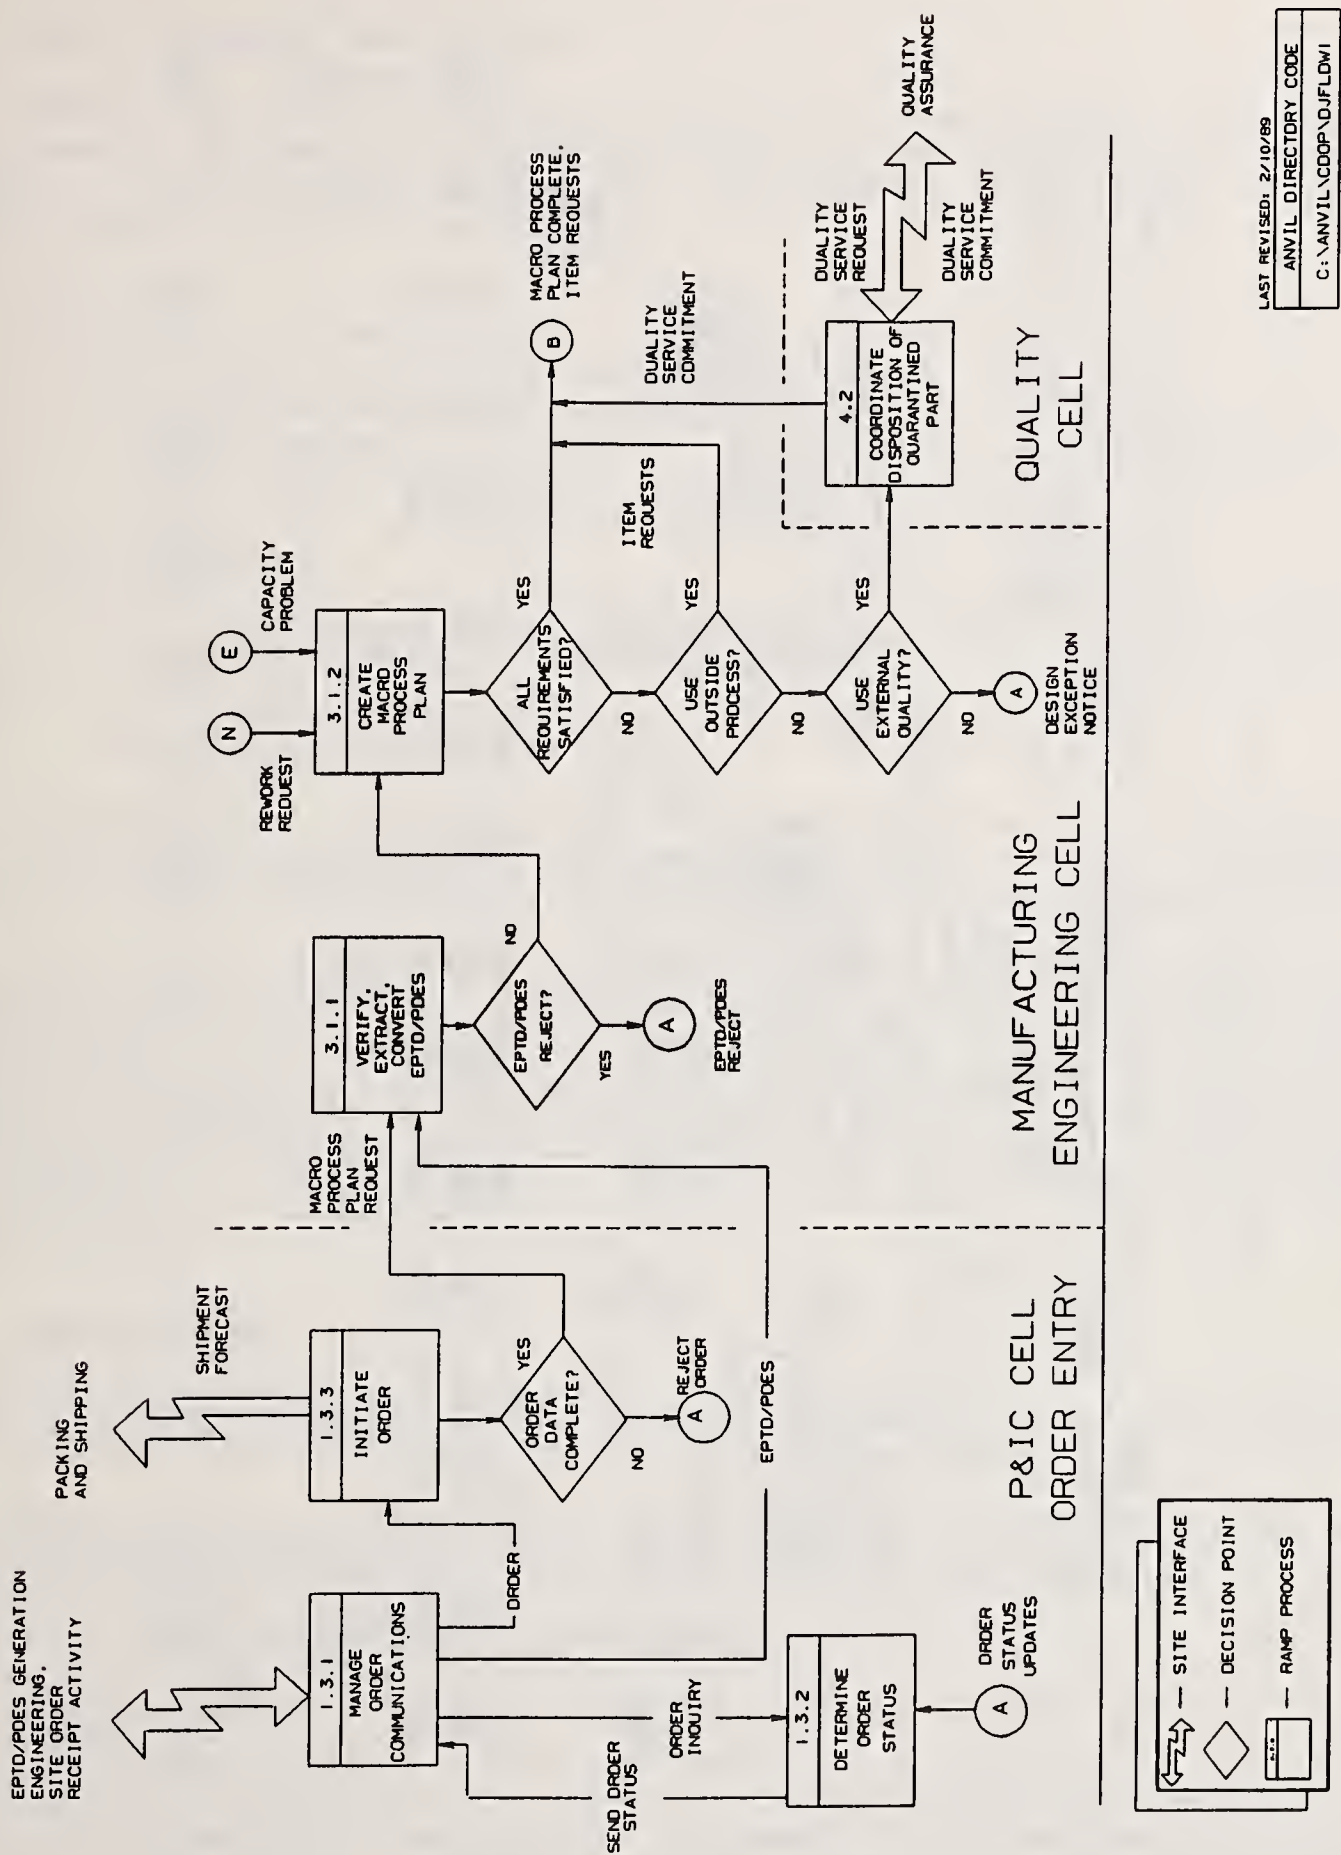 EPTD/PDES GENERATION
ENGINEERING,
SITE ORDER
RECEIPT ACTIVITY
PACKING
AND SHIPPING
SHIPMENT
FORECAST
1.3.1
MANAGE
ORDER
COMMUNICATIONS
1.3.3
INITIATE
ORDER
ORDER
ORDER
DATA
COMPLETE?
YES
NO
A
REJECT
ORDER
SEND ORDER
STATUS
ORDER
INQUIRY
EPTD/PDES
1.3.2
DETERMINE
ORDER
STATUS
A
ORDER
STATUS
UPDATES
P&IC CELL
ORDER ENTRY
MACRO
PROCESS
PLAN
REQUEST
3.1.1
VERIFY,
EXTRACT,
CONVERT
EPTD/PDES
EPTD/PDES
REJECT?
NO
YES
A
EPTD/PDES
REJECT
N
REWORK
REQUEST
E
CAPACITY
PROBLEM
3.1.2
CREATE
MACRO
PROCESS
PLAN
ALL
REQUIREMENTS
SATISFIED?
YES
NO
USE
OUTSIDE
PROCESS?
YES
NO
ITEM
REQUESTS
USE
EXTERNAL
QUALITY?
YES
NO
A
DESIGN
EXCEPTION
NOTICE
MANUFACTURING
ENGINEERING CELL
B
MACRO PROCESS
PLAN COMPLETE,
ITEM REQUESTS
QUALITY
SERVICE
COMMITMENT
4.2
COORDINATE
DISPOSITION OF
QUARANTINED
PART
QUALITY
SERVICE
REQUEST
QUALITY
SERVICE
COMMITMENT
QUALITY
ASSURANCE
QUALITY
CELL
SITE INTERFACE
DECISION POINT
RAMP PROCESS
LAST REVISED: 2/10/89
ANVIL DIRECTORY CODE
C:\ANVIL\CDOP\DJFLOW1